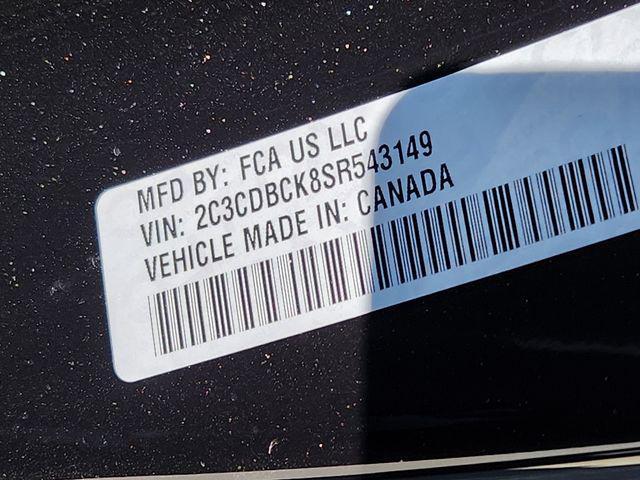 MFD BY: FCA US LLC
VIN: 2C3CDBCK8SR543149
VEHICLE MADE IN: CANADA